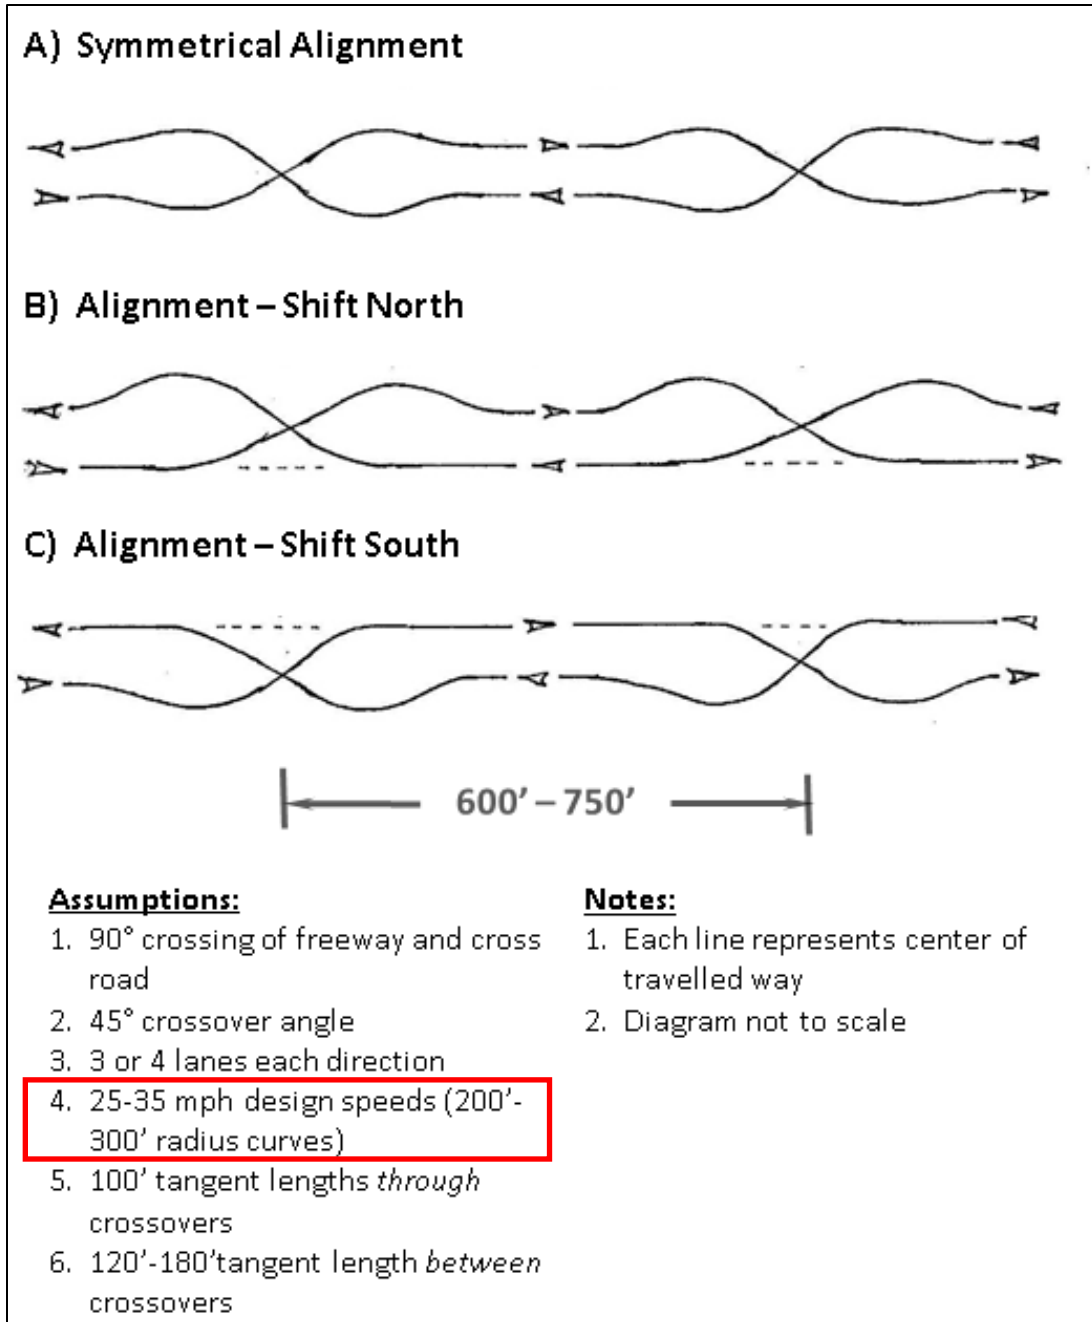 A) Symmetrical Alignment
B) Alignment – Shift North
C) Alignment – Shift South
600’ – 750’
Assumptions:
1. 90° crossing of freeway and cross
road
2. 45° crossover angle
3. 3 or 4 lanes each direction
4. 25-35 mph design speeds (200’-
300’ radius curves)
5. 100’ tangent lengths through
crossovers
6. 120’-180’tangent length between
crossovers
Notes:
1. Each line represents center of
travelled way
2. Diagram not to scale